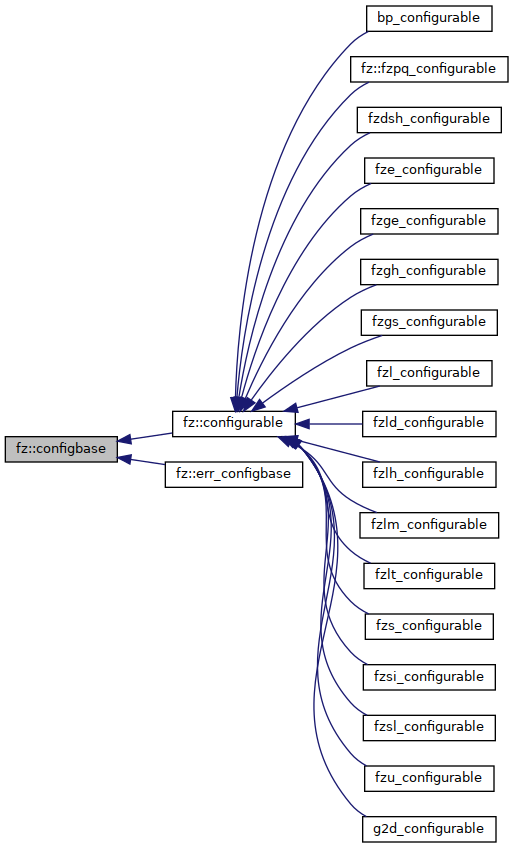 bp_configurable
fz::fzpq_configurable
fzdsh_configurable
fze_configurable
fzge_configurable
fzgh_configurable
fzgs_configurable
fzl_configurable
fz::configurable
fzld_configurable
fz::configbase
fz::err_configbase
fzlh_configurable
fzlm_configurable
fzlt_configurable
fzs_configurable
fzsi_configurable
fzsl_configurable
fzu_configurable
g2d_configurable